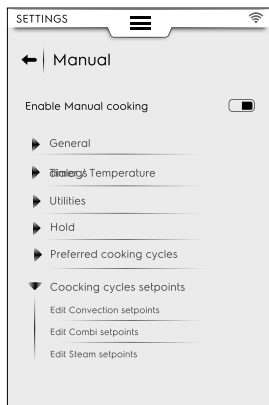 SETTINGS
Manual
Enable Manual cooking
General
Temperature
Utilities
Hold
Preferred cooking cycles
Coocking cycles setpoints
Edit Convection setpoints
Edit Combi setpoints
Edit Steam setpoints